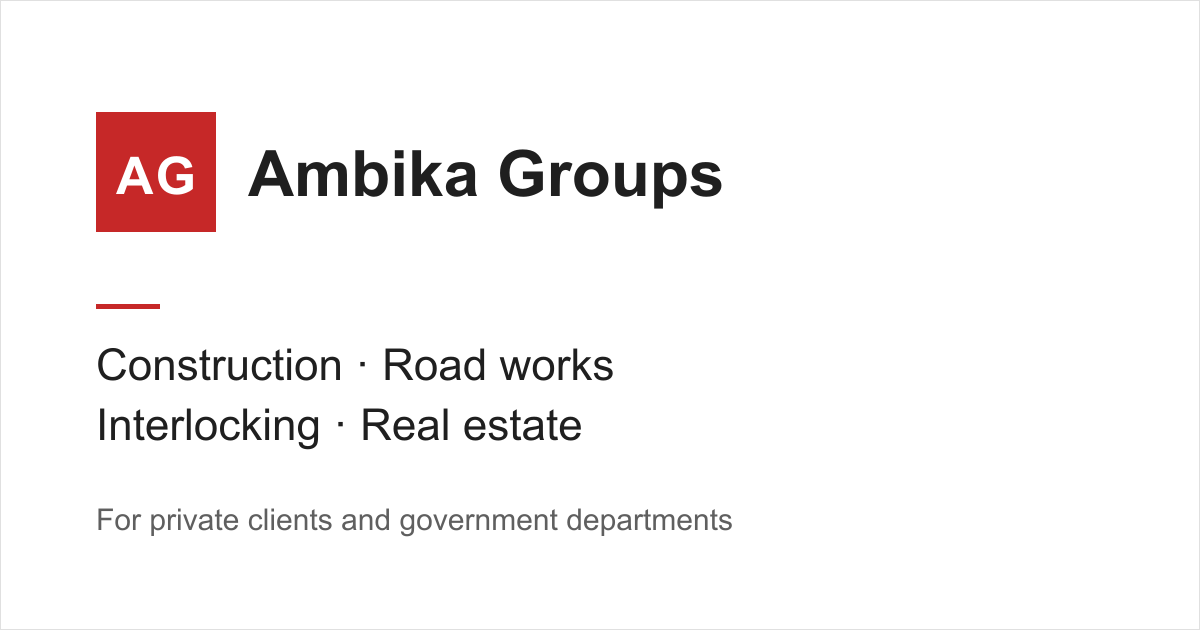 AG
Ambika Groups
Construction · Road works
Interlocking · Real estate
For private clients and government departments